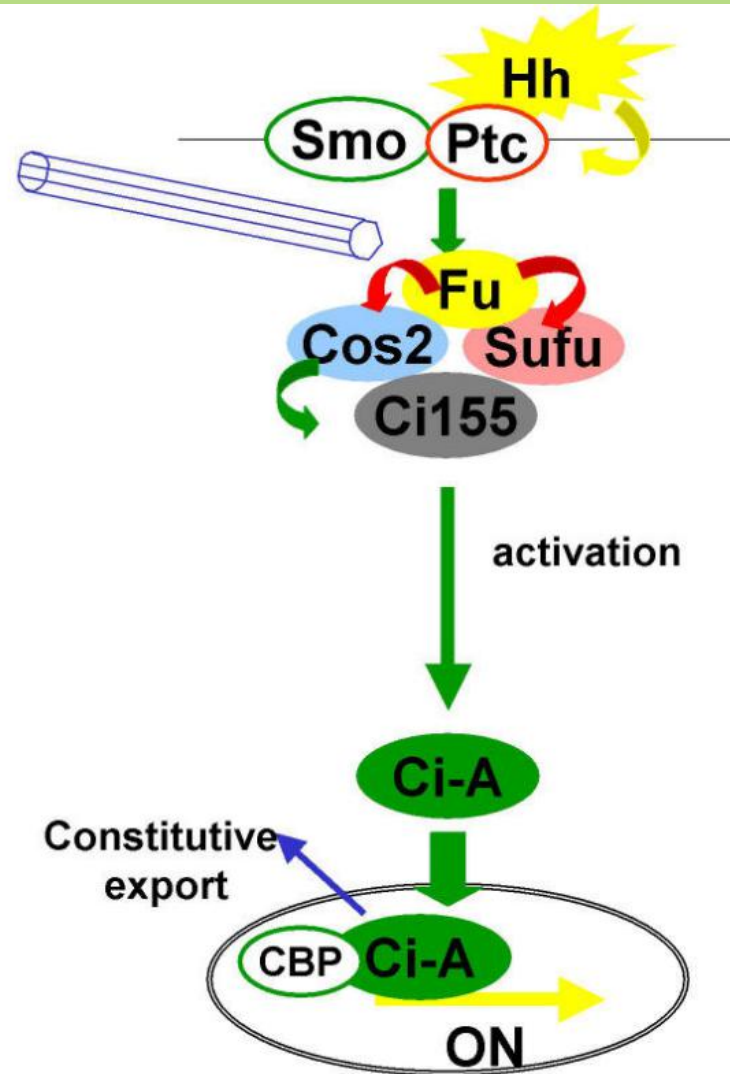 Hh
Smo Ptc
Fu
Cos2 Sufu
Ci155
activation
Ci-A
Constitutive
export
CBP Ci-A
ON